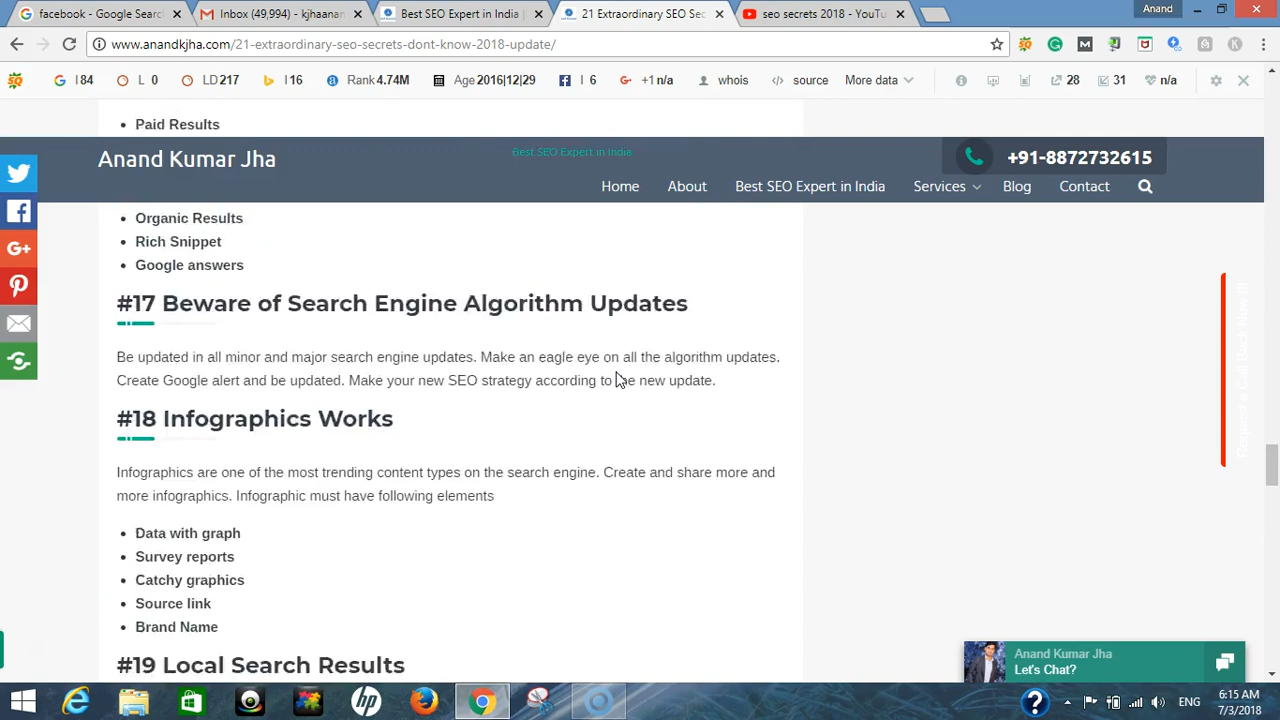 facebook - Google Search
Inbox (49,994) - kjhaanan
Best SEO Expert in India |
21 Extraordinary SEO Sec
seo secrets 2018 - YouTu
Anand
www.anandkjha.com/21-extraordinary-seo-secrets-dont-know-2018-update/
I 84
L 0
LD 217
I 16
Rank 4.74M
Age 2016|12|29
I 6
+1 n/a
whois
source
More data
28
31
n/a
Paid Results
Anand Kumar Jha
Best SEO Expert in India
+91-8872732615
Home
About
Best SEO Expert in India
Services
Blog
Contact
Organic Results
Rich Snippet
Google answers
#17 Beware of Search Engine Algorithm Updates
Be updated in all minor and major search engine updates. Make an eagle eye on all the algorithm updates.
Create Google alert and be updated. Make your new SEO strategy according to the new update.
#18 Infographics Works
Infographics are one of the most trending content types on the search engine. Create and share more and
more infographics. Infographic must have following elements
Data with graph
Survey reports
Catchy graphics
Source link
Brand Name
#19 Local Search Results
Request a Call Back Now !!!
Anand Kumar Jha
Let's Chat?
ENG
6:15 AM
7/3/2018